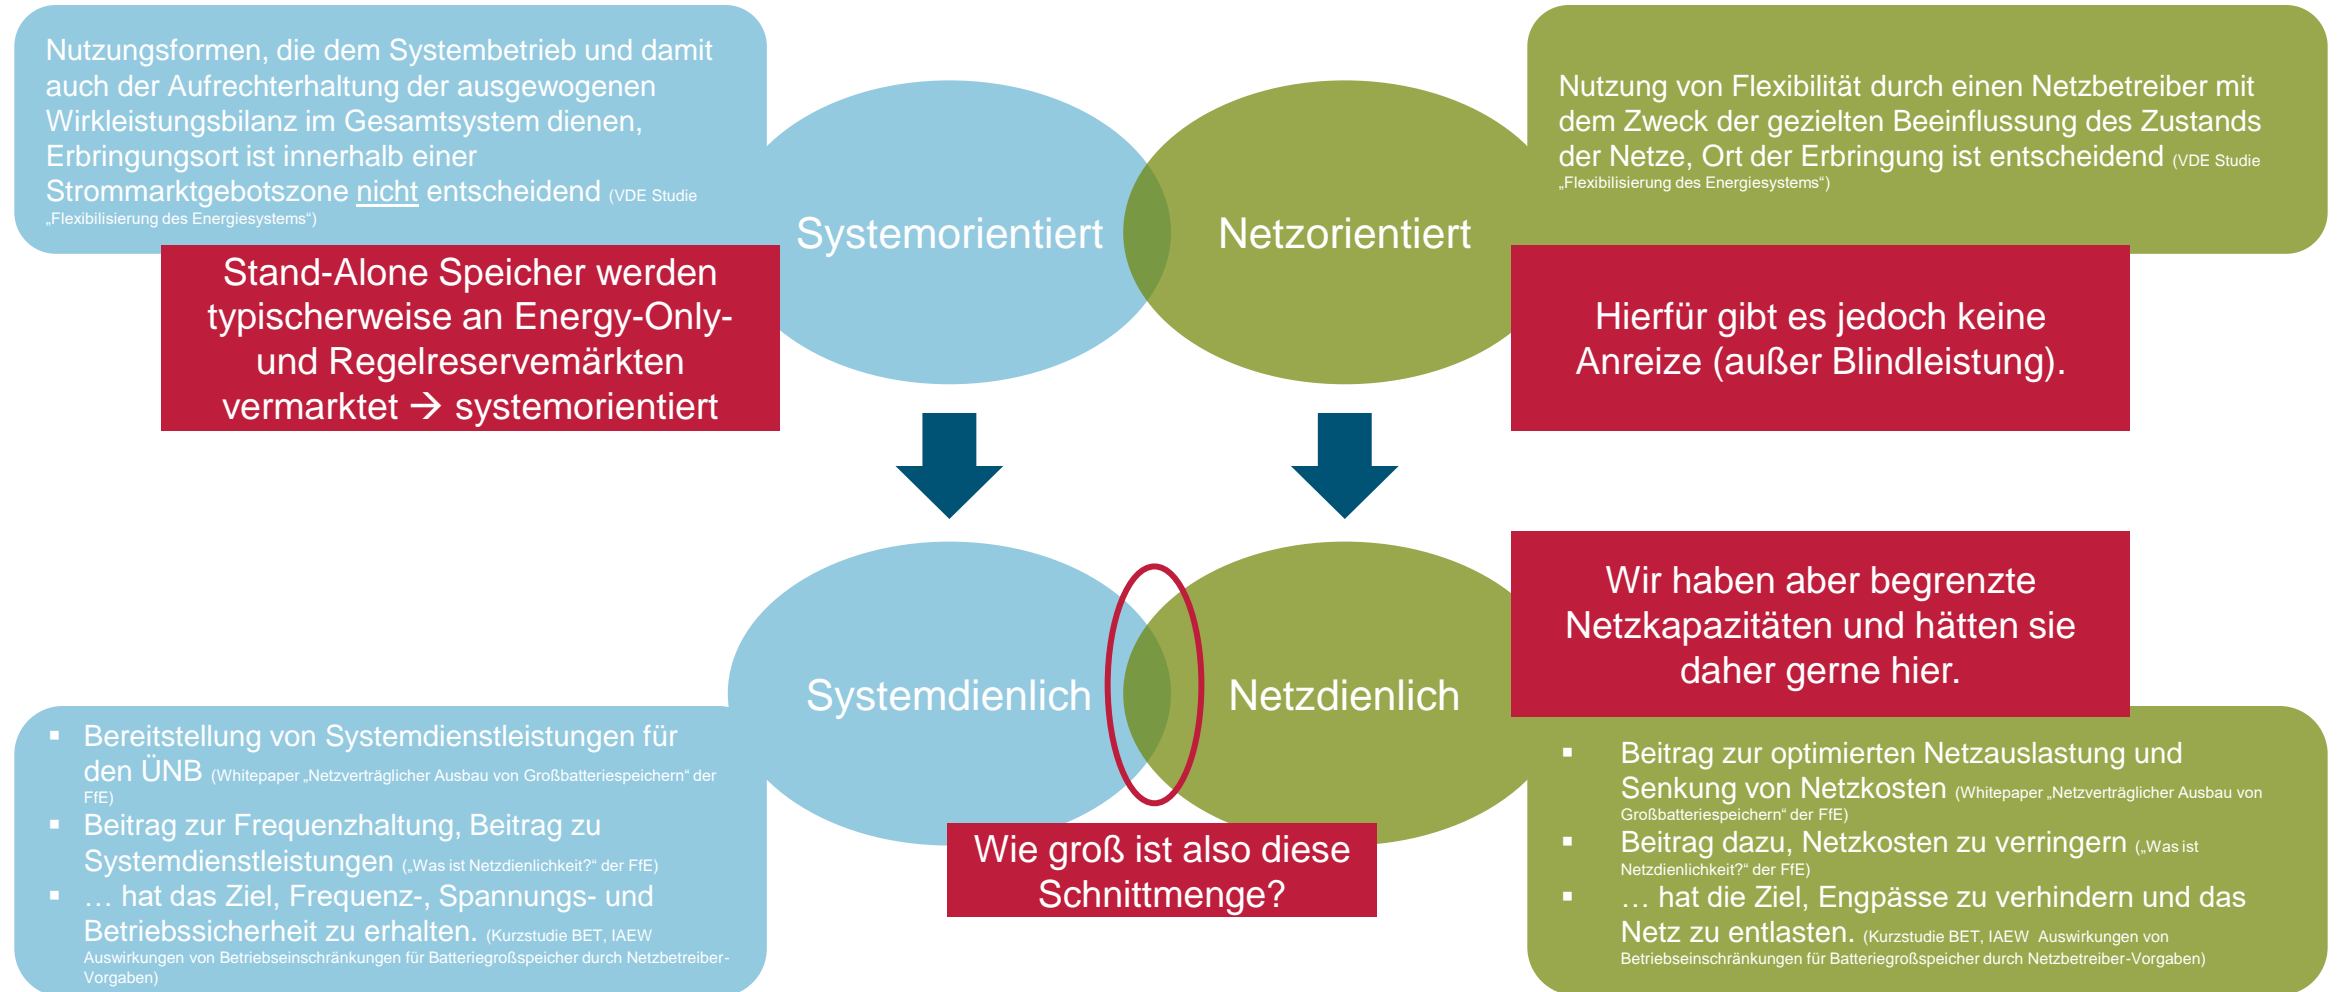 Nutzungsformen, die dem Systembetrieb und damit
auch der Aufrechterhaltung der ausgewogenen
Wirkleistungsbilanz im Gesamtsystem dienen,
Erbringungsort ist innerhalb einer
Strommarktgebotszone nicht entscheidend (VDE Studie
„Flexibilisierung des Energiesystems“)
Stand-Alone Speicher werden
typischerweise an Energy-Only-
und Regelreservemärkten
vermarktet → systemorientiert
Systemorientiert
Netzorientiert
Nutzung von Flexibilität durch einen Netzbetreiber mit
dem Zweck der gezielten Beeinflussung des Zustands
der Netze, Ort der Erbringung ist entscheidend (VDE Studie
„Flexibilisierung des Energiesystems“)
Hierfür gibt es jedoch keine
Anreize (außer Blindleistung).
Systemdienlich
Netzdienlich
Wir haben aber begrenzte
Netzkapazitäten und hätten sie
daher gerne hier.
▪ Bereitstellung von Systemdienstleistungen für
den ÜNB (Whitepaper „Netzverträglicher Ausbau von Großbatteriespeichern“ der
FfE)
▪ Beitrag zur Frequenzhaltung, Beitrag zu
Systemdienstleistungen („Was ist Netzdienlichkeit?“ der FfE)
▪ … hat das Ziel, Frequenz-, Spannungs- und
Betriebssicherheit zu erhalten. (Kurzstudie BET, IAEW
Auswirkungen von Betriebseinschränkungen für Batteriegroßspeicher durch Netzbetreiber-
Vorgaben)
Wie groß ist also diese
Schnittmenge?
▪ Beitrag zur optimierten Netzauslastung und
Senkung von Netzkosten (Whitepaper „Netzverträglicher Ausbau von
Großbatteriespeichern“ der FfE)
▪ Beitrag dazu, Netzkosten zu verringern („Was ist
Netzdienlichkeit?“ der FfE)
▪ … hat die Ziel, Engpässe zu verhindern und das
Netz zu entlasten. (Kurzstudie BET, IAEW Auswirkungen von
Betriebseinschränkungen für Batteriegroßspeicher durch Netzbetreiber-Vorgaben)